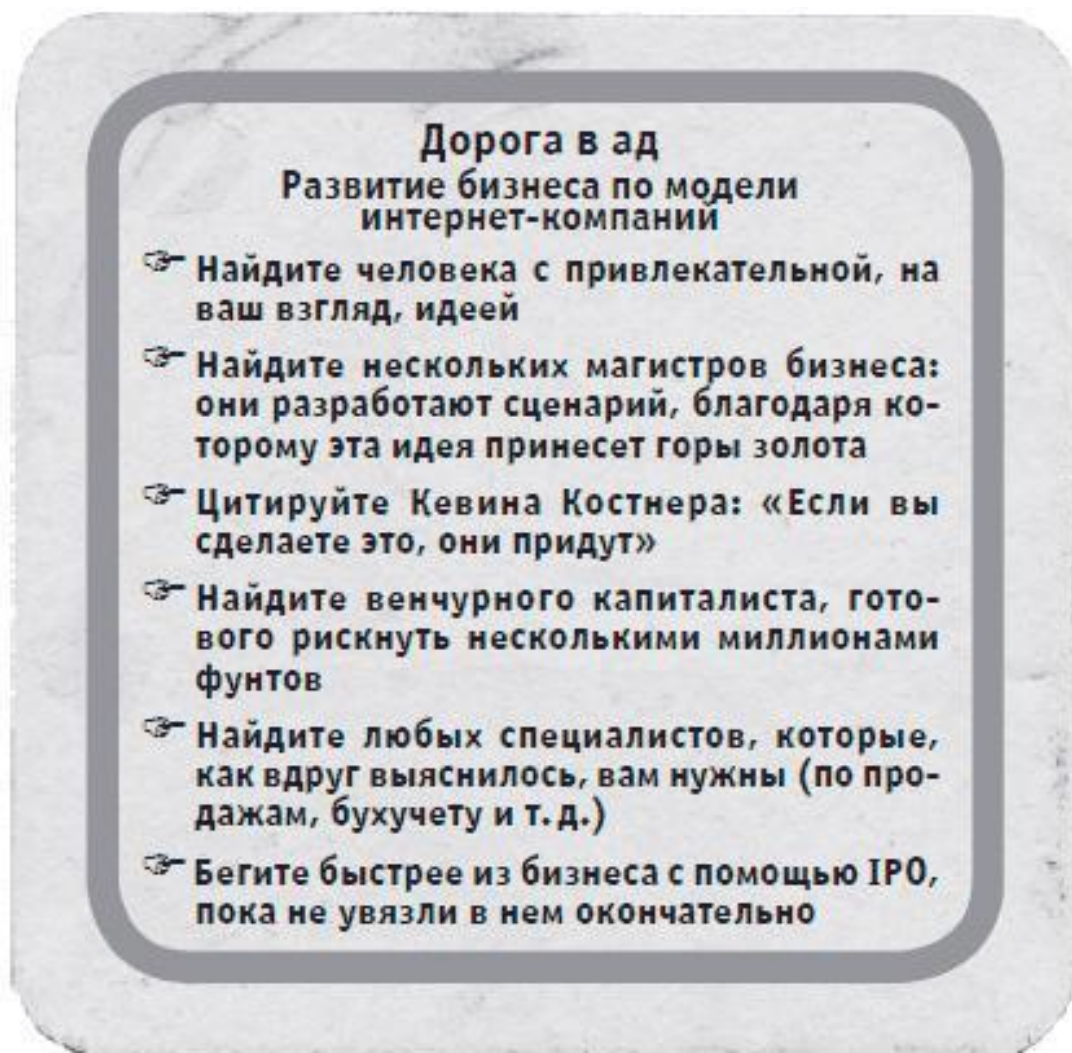 Дорога в ад
Развитие бизнеса по модели
интернет-компаний
☞ Найдите человека с привлекательной, на
ваш взгляд, идеей
☞ Найдите нескольких магистров бизнеса:
они разработают сценарий, благодаря ко-
торому эта идея принесет горы золота
☞ Цитируйте Кевина Костнера: «Если вы
сделаете это, они придут»
☞ Найдите венчурного капиталиста, гото-
вого рискнуть несколькими миллионами
фунтов
☞ Найдите любых специалистов, которые,
как вдруг выяснилось, вам нужны (по про-
дажам, бухучету и т.д.)
☞ Бегите быстрее из бизнеса с помощью IPO,
пока не увязли в нем окончательно